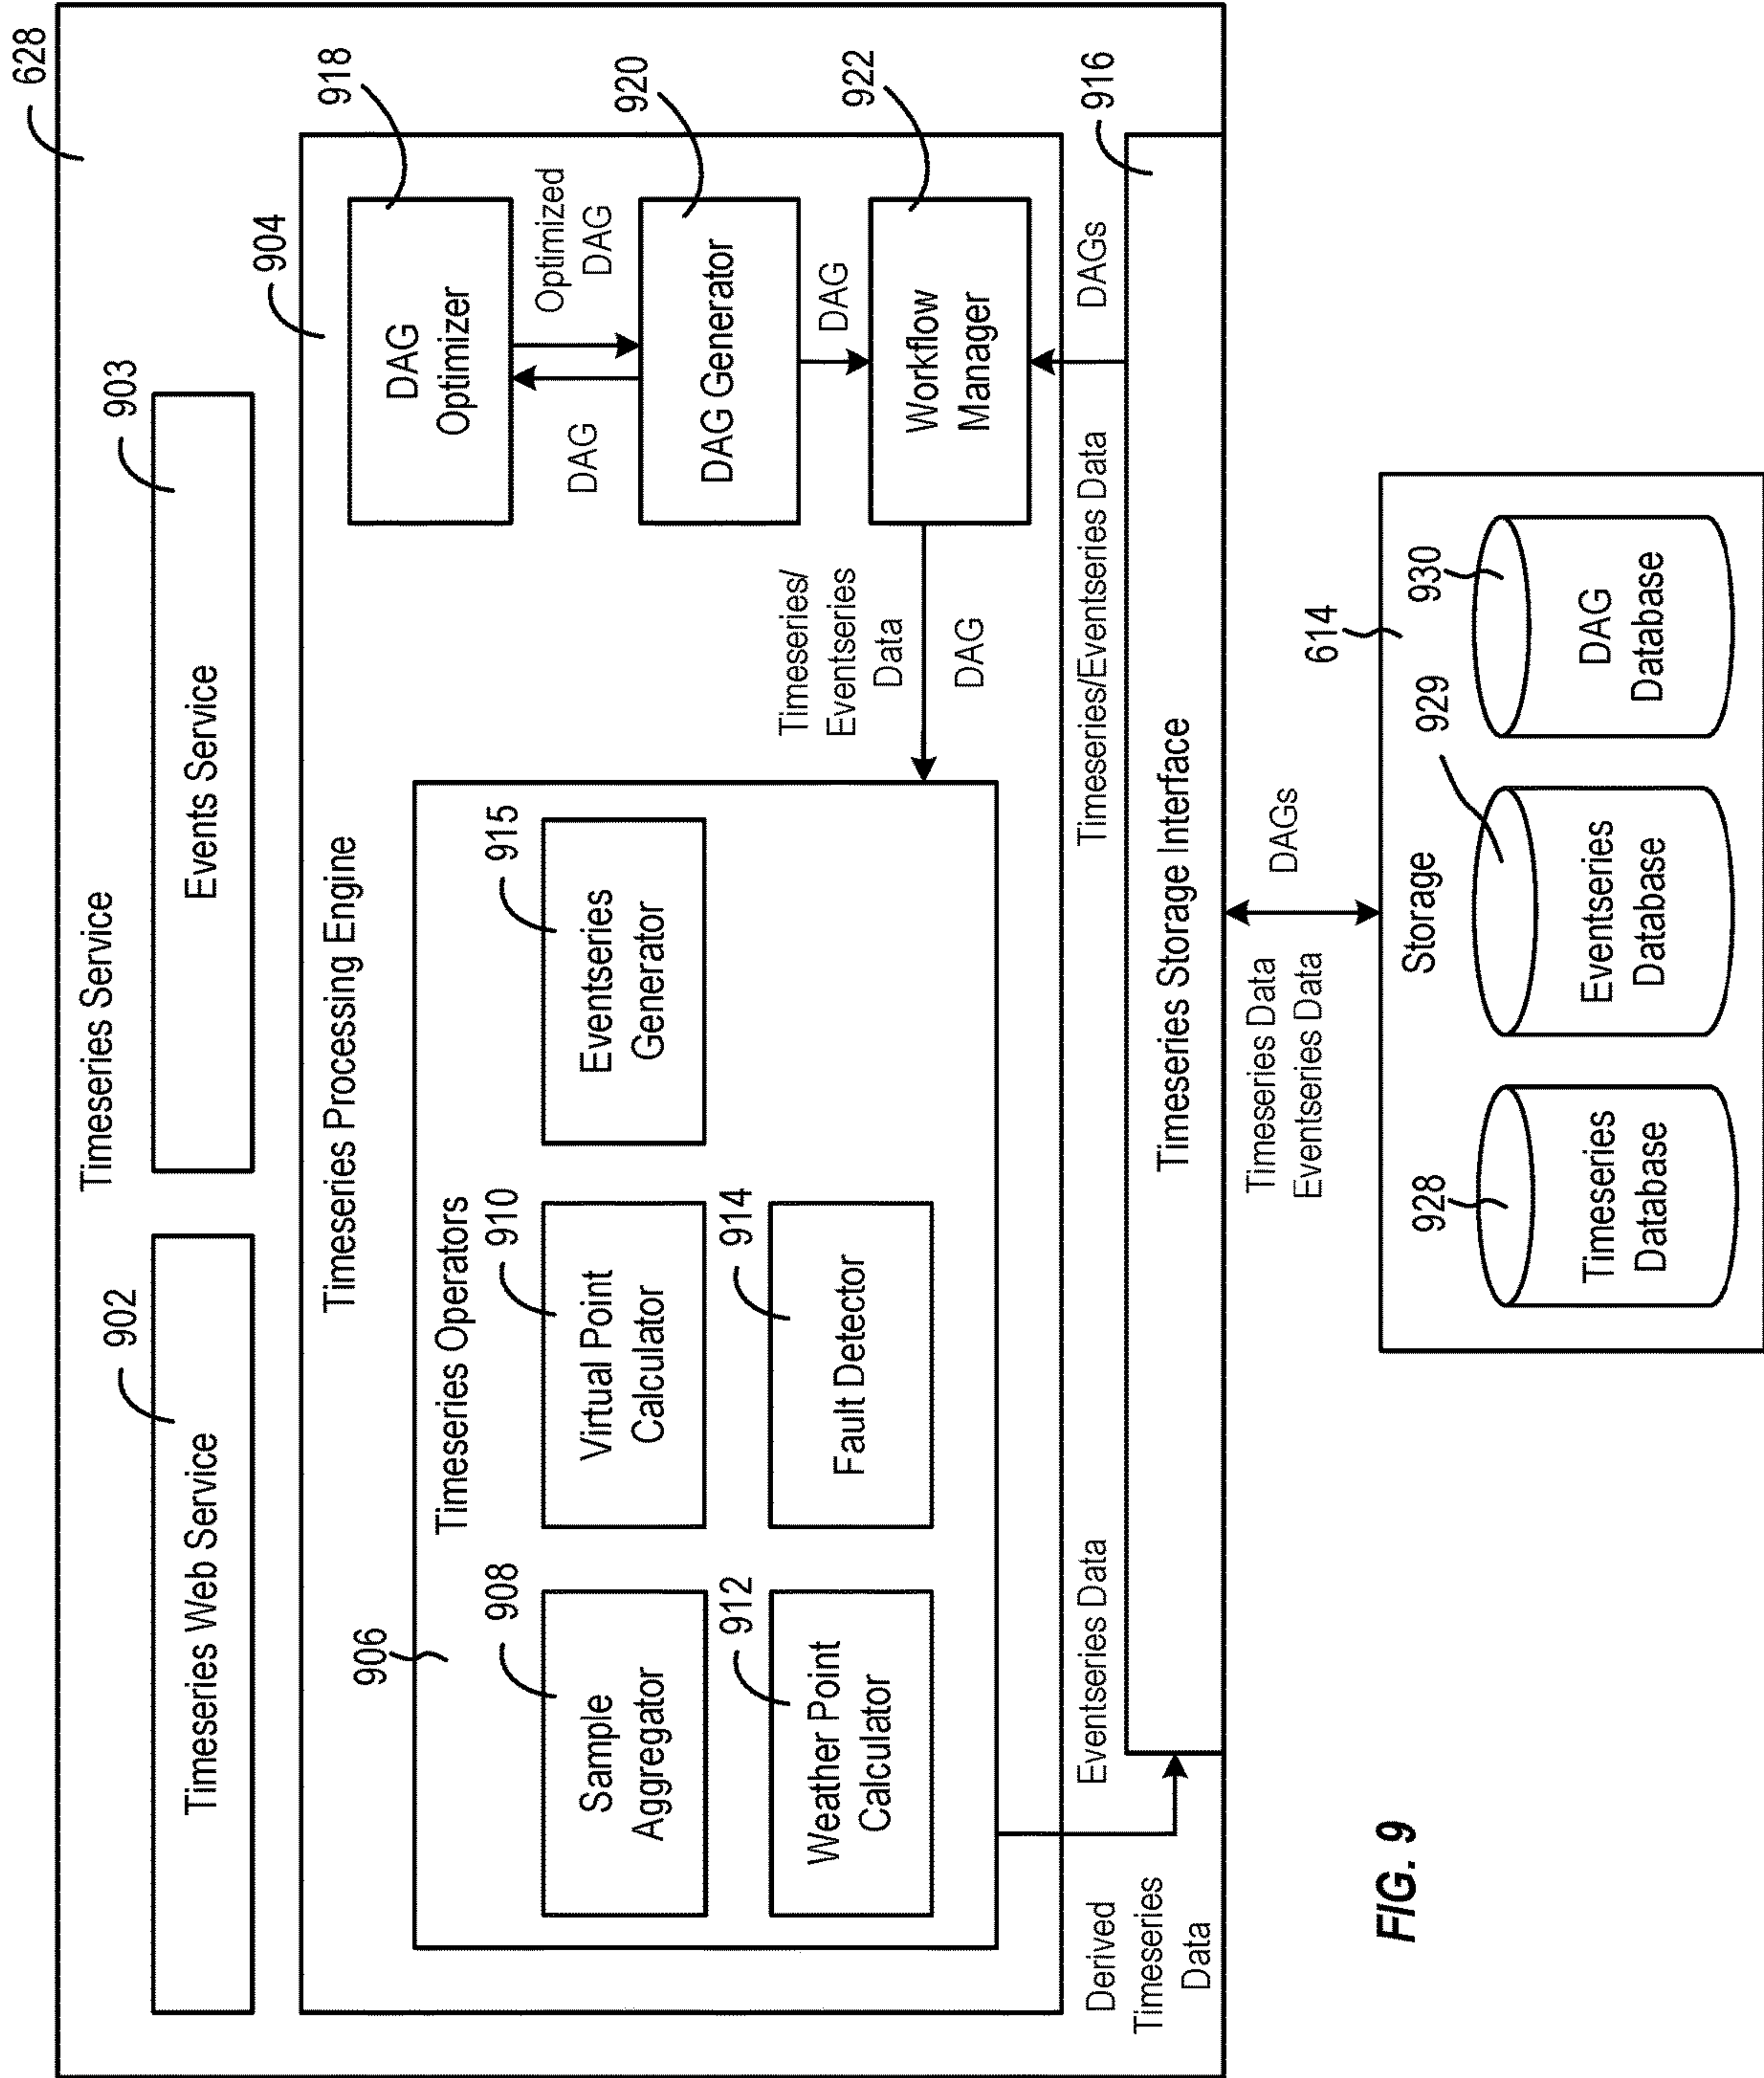 628
Timeseries Service
902
903
Timeseries Web Service
Events Service
904
Timeseries Processing Engine
906
Timeseries Operators
908
910
915
918
Sample
Aggregator
Virtual Point
Calculator
Eventseries
Generator
DAG
Optimizer
DAG
Optimized
DAG
912
914
920
Weather Point
Calculator
Fault Detector
DAG Generator
DAG
Timeseries/
Eventseries
Data
DAG
922
Workflow
Manager
Derived
Timeseries
Data
Eventseries Data
Timeseries/Eventseries Data
DAGs
916
Timeseries Storage Interface
Timeseries Data
Eventseries Data
DAGs
614
Storage
928
929
930
Timeseries
Database
Eventseries
Database
DAG
Database
FIG. 9